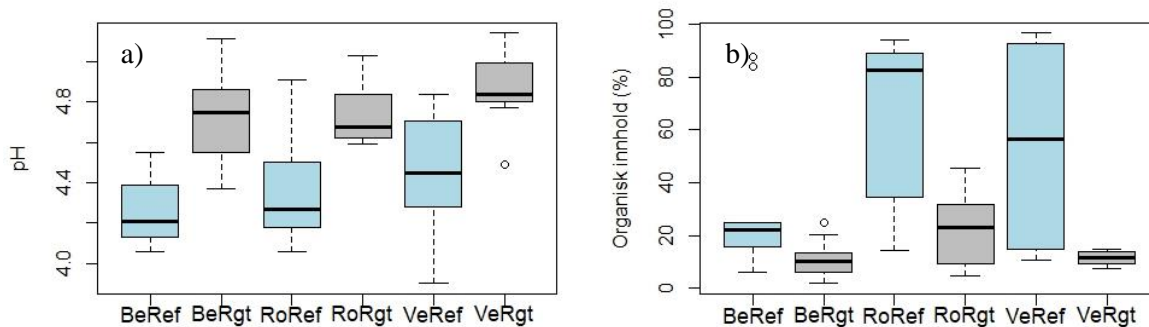 a)
pH
4.8
4.4
4.0
BeRef BeRgt RoRef RoRgt VeRef VeRgt
b)
Organisk innhold (%)
100
80
60
40
20
0
BeRef BeRgt RoRef RoRgt VeRef VeRgt